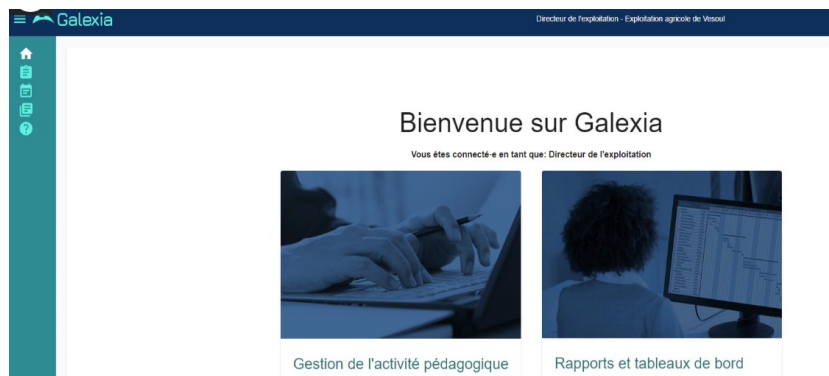 Galexia
Directeur de l'exploitation - Exploitation agricole de Vesoul
Bienvenue sur Galexia
Vous êtes connecté·e en tant que: Directeur de l'exploitation
Gestion de l'activité pédagogique
Rapports et tableaux de bord